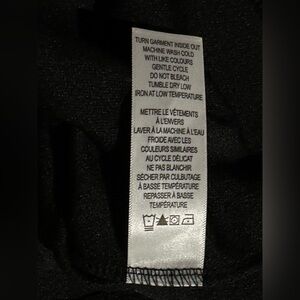 TURN GARMENT INSIDE OUT
MACHINE WASH COLD
WITH LIKE COLOURS
GENTLE CYCLE
DO NOT BLEACH
TUMBLE DRY LOW
IRON AT LOW TEMPERATURE
METTRE LE VÊTEMENTS
À L'ENVERS
LAVER À LA MACHINE À L'EAU
FROIDE AVEC LES
COULEURS SIMILAIRES
AU CYCLE DÉLICAT
NE PAS BLANCHIR
SÉCHER PAR CULBUTAGE
À BASSE TEMPÉRATURE
REPASSER À BASSE
TEMPÉRATURE